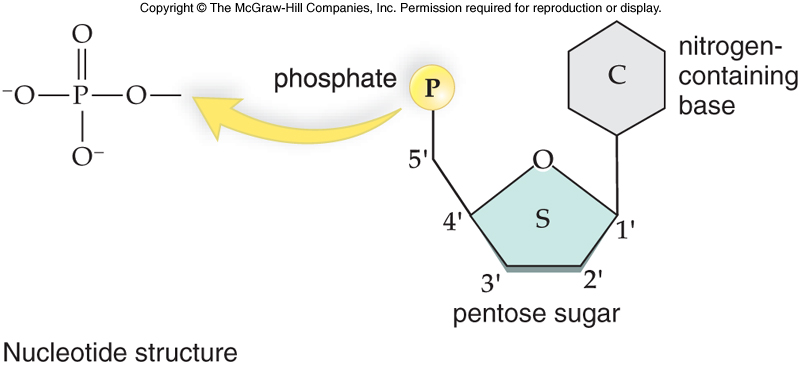 Copyright © The McGraw-Hill Companies, Inc. Permission required for reproduction or display.
O
⁻O—P—O—
O⁻
phosphate
P
C
nitrogen-
containing
base
5'
O
4'
S
1'
3'
2'
pentose sugar
Nucleotide structure